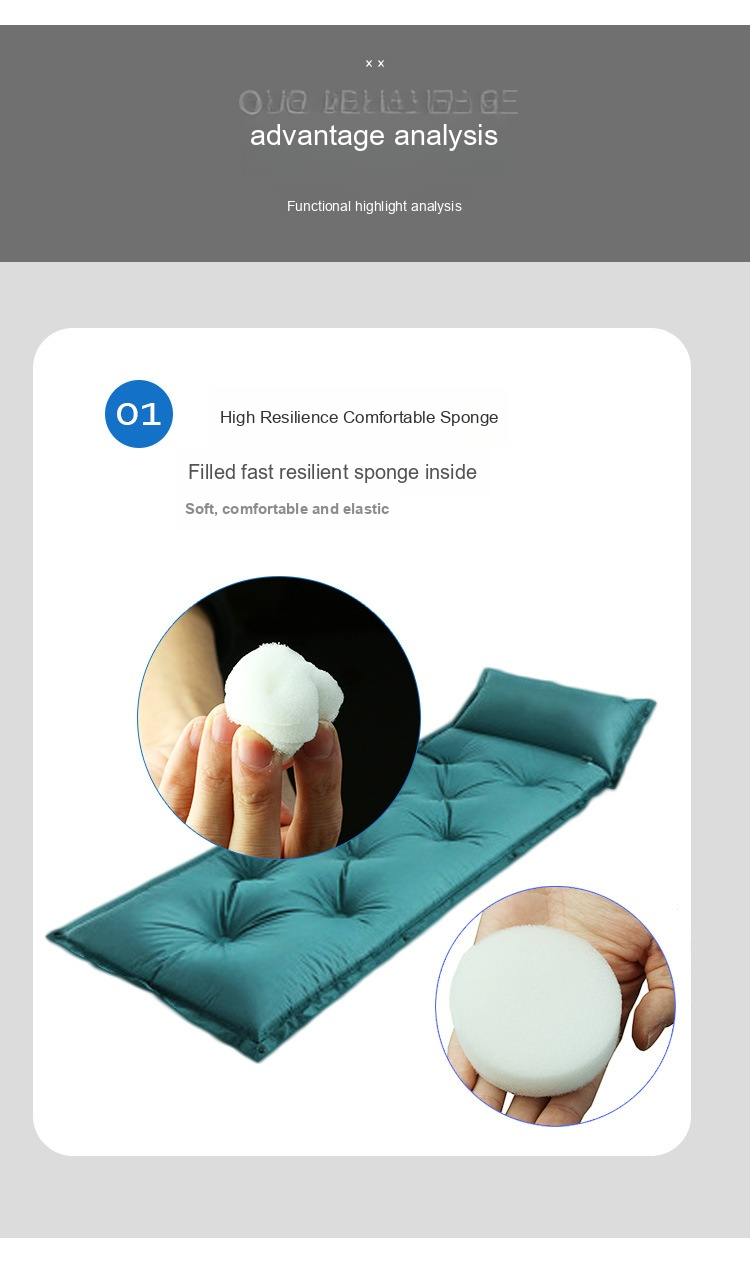 x x
advantage analysis
Functional highlight analysis
01
High Resilience Comfortable Sponge
Filled fast resilient sponge inside
Soft, comfortable and elastic